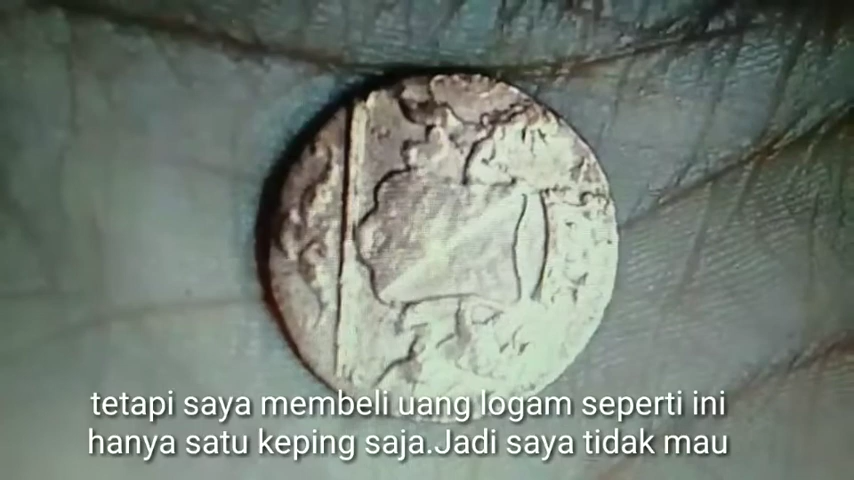 tetapi saya membeli uang logam seperti ini
hanya satu keping saja.Jadi saya tidak mau